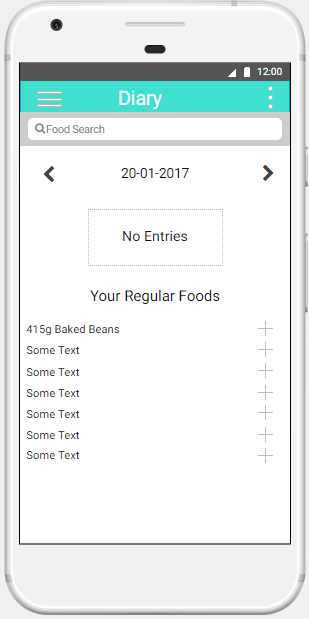 12:00
Diary
Food Search
20-01-2017
No Entries
Your Regular Foods
415g Baked Beans
Some Text
Some Text
Some Text
Some Text
Some Text
Some Text